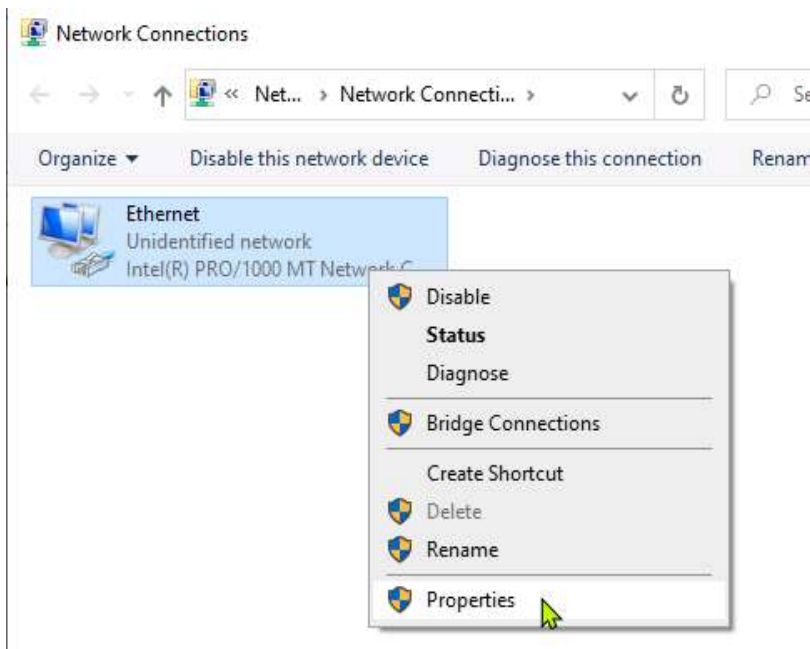 Network Connections
« Net... › Network Connecti... ›
Organize ▾ Disable this network device Diagnose this connection Renam
Ethernet
Unidentified network
Intel(R) PRO/1000 MT Network C...
Disable
Status
Diagnose
Bridge Connections
Create Shortcut
Delete
Rename
Properties